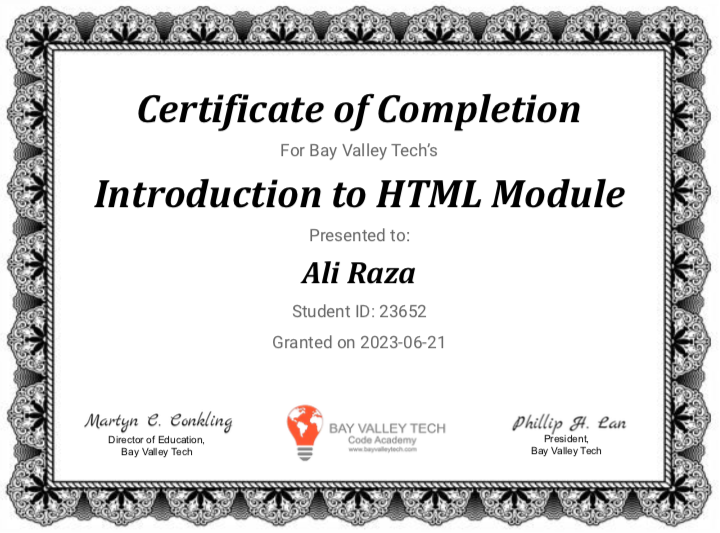 Certificate of Completion
For Bay Valley Tech's
Introduction to HTML Module
Presented to:
Ali Raza
Student ID: 23652
Granted on 2023-06-21
Martyn C. Conkling
Director of Education,
Bay Valley Tech
BAY VALLEY TECH
Code Academy
www.bayvalleytech.com
Phillip H. Lan
President,
Bay Valley Tech